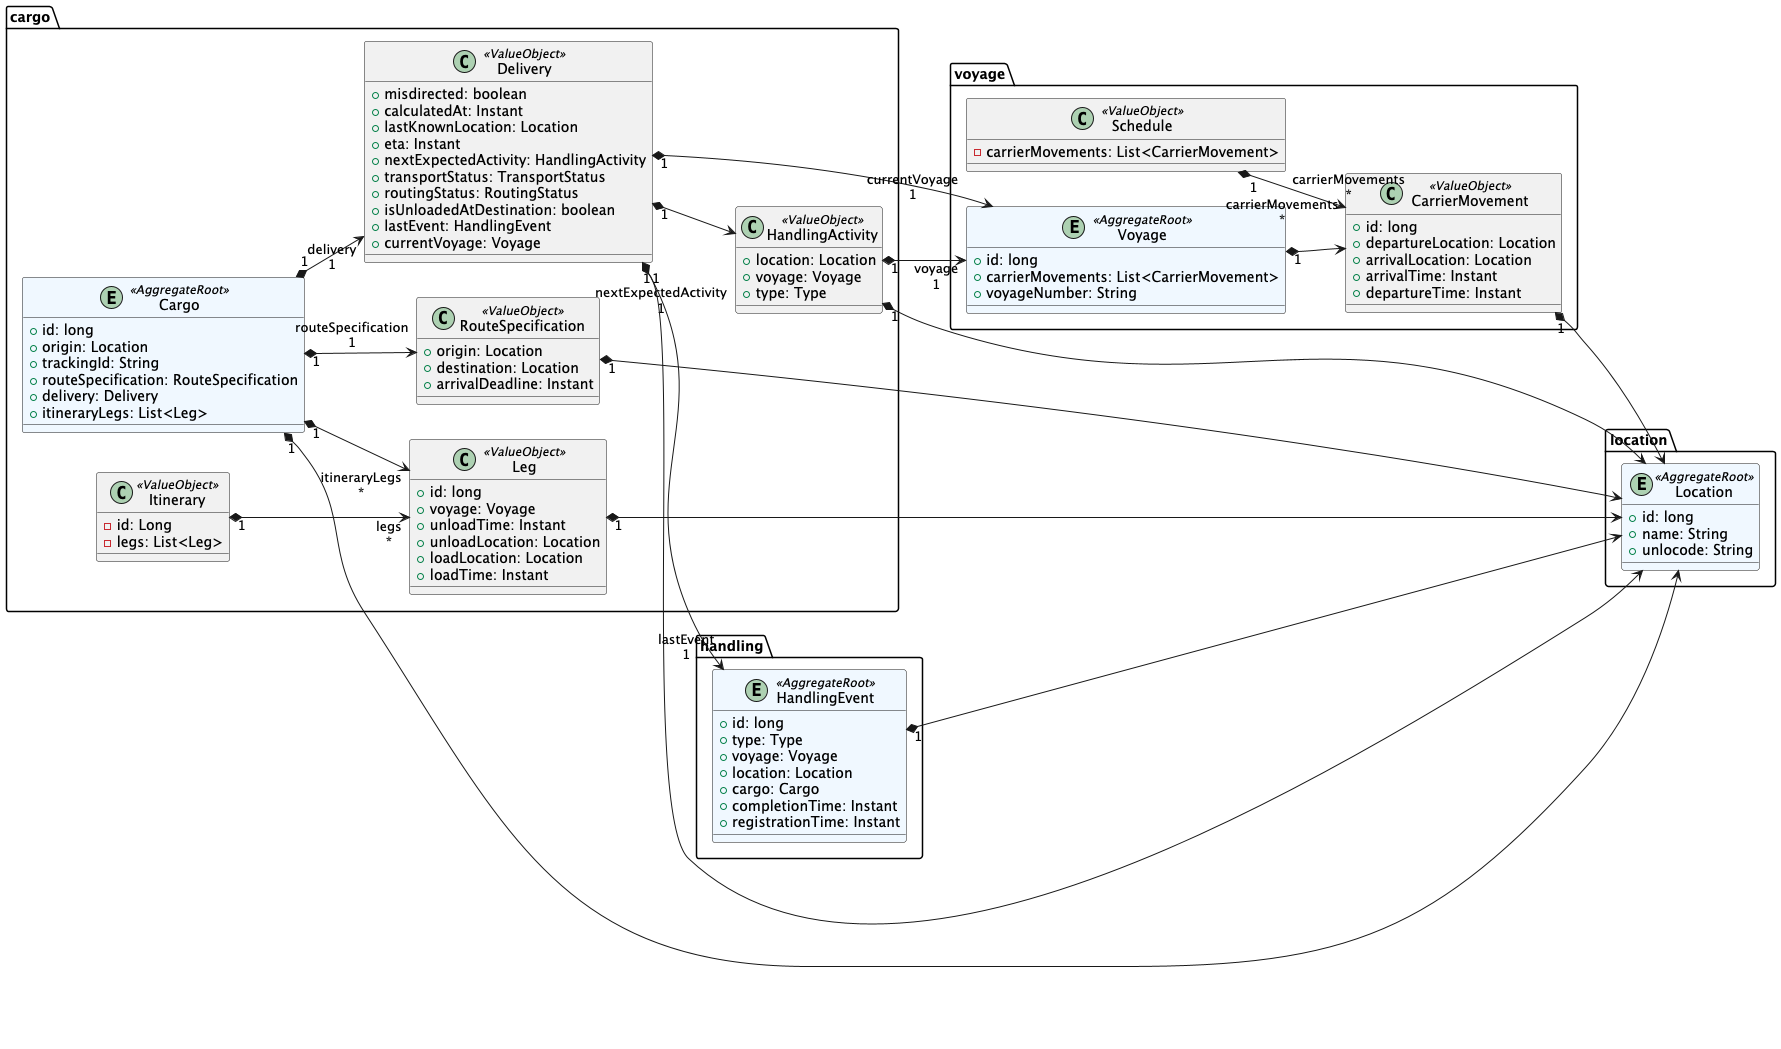 cargo
C «ValueObject»
Delivery
misdirected: boolean
calculatedAt: Instant
lastKnownLocation: Location
eta: Instant
nextExpectedActivity: HandlingActivity
transportStatus: TransportStatus
routingStatus: RoutingStatus
isUnloadedAtDestination: boolean
lastEvent: HandlingEvent
currentVoyage: Voyage
1
1
1 1
delivery
1
1
currentVoyage
1
nextExpectedActivity
1
E «AggregateRoot»
Cargo
id: long
origin: Location
trackingId: String
routeSpecification: RouteSpecification
delivery: Delivery
itineraryLegs: List<Leg>
1
1
1
routeSpecification
1
C «ValueObject»
RouteSpecification
origin: Location
destination: Location
arrivalDeadline: Instant
1
C «ValueObject»
HandlingActivity
location: Location
voyage: Voyage
type: Type
1
1
voyage
1
itineraryLegs
*
C «ValueObject»
Itinerary
id: Long
legs: List<Leg>
1
legs
*
C «ValueObject»
Leg
id: long
voyage: Voyage
unloadTime: Instant
unloadLocation: Location
loadLocation: Location
loadTime: Instant
1
voyage
C «ValueObject»
Schedule
carrierMovements: List<CarrierMovement>
1
carrierMovements
*
E «AggregateRoot»
Voyage
id: long
carrierMovements: List<CarrierMovement>
voyageNumber: String
1
carrierMovements
*
C «ValueObject»
CarrierMovement
id: long
departureLocation: Location
arrivalLocation: Location
arrivalTime: Instant
departureTime: Instant
1
location
E «AggregateRoot»
Location
id: long
name: String
unlocode: String
lastEvent
1
handling
E «AggregateRoot»
HandlingEvent
id: long
type: Type
voyage: Voyage
location: Location
cargo: Cargo
completionTime: Instant
registrationTime: Instant
1